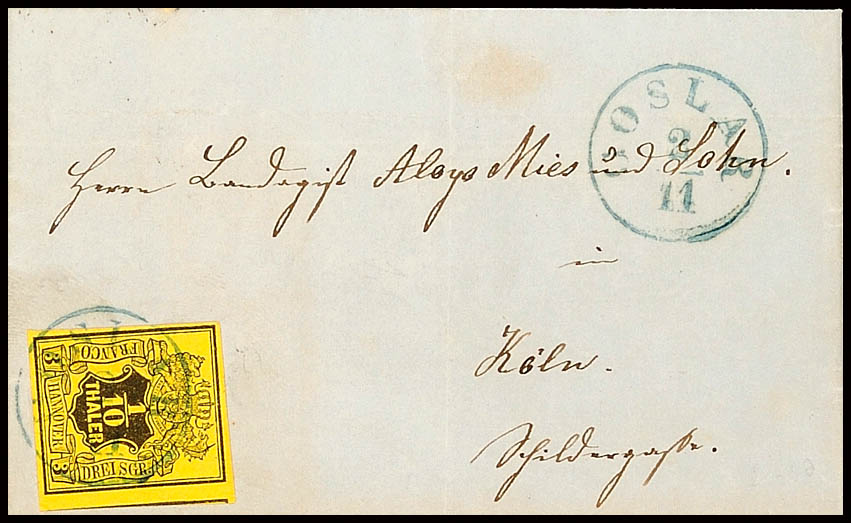 GOSLAR
2
11
Herrn Bandagist Aloys Mies und Sohn.
in
Köln.
Schildergasse.
FRANCO
3 3
HANNOVER
1/10
THALER
DREI SGR.